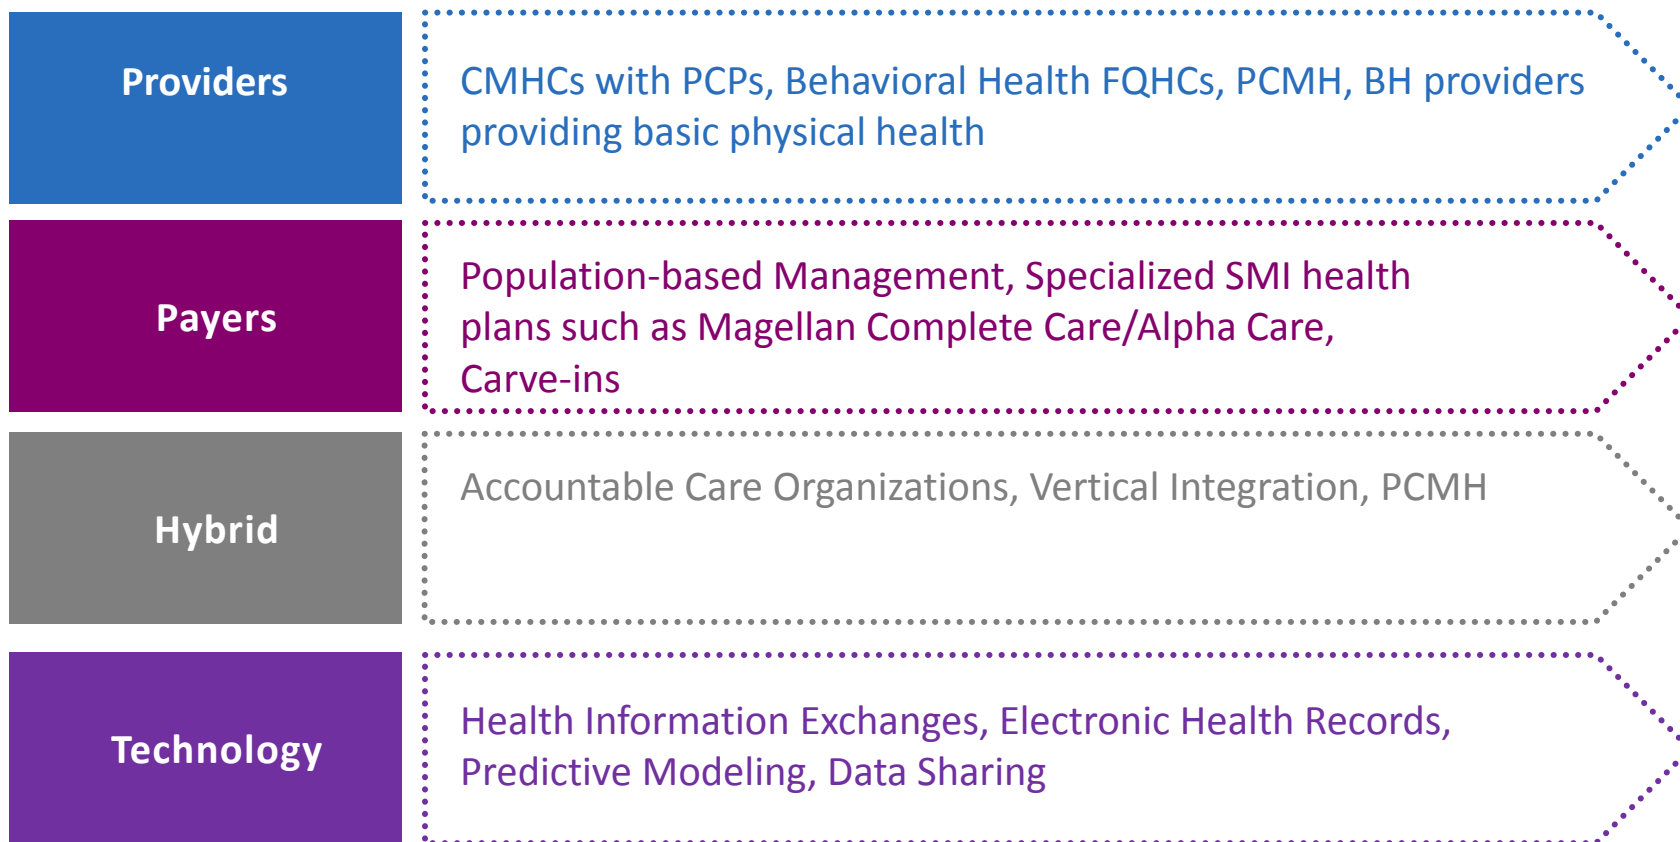 Providers
CMHCs with PCPs, Behavioral Health FQHCs, PCMH, BH providers
providing basic physical health
Payers
Population-based Management, Specialized SMI health
plans such as Magellan Complete Care/Alpha Care,
Carve-ins
Hybrid
Accountable Care Organizations, Vertical Integration, PCMH
Technology
Health Information Exchanges, Electronic Health Records,
Predictive Modeling, Data Sharing